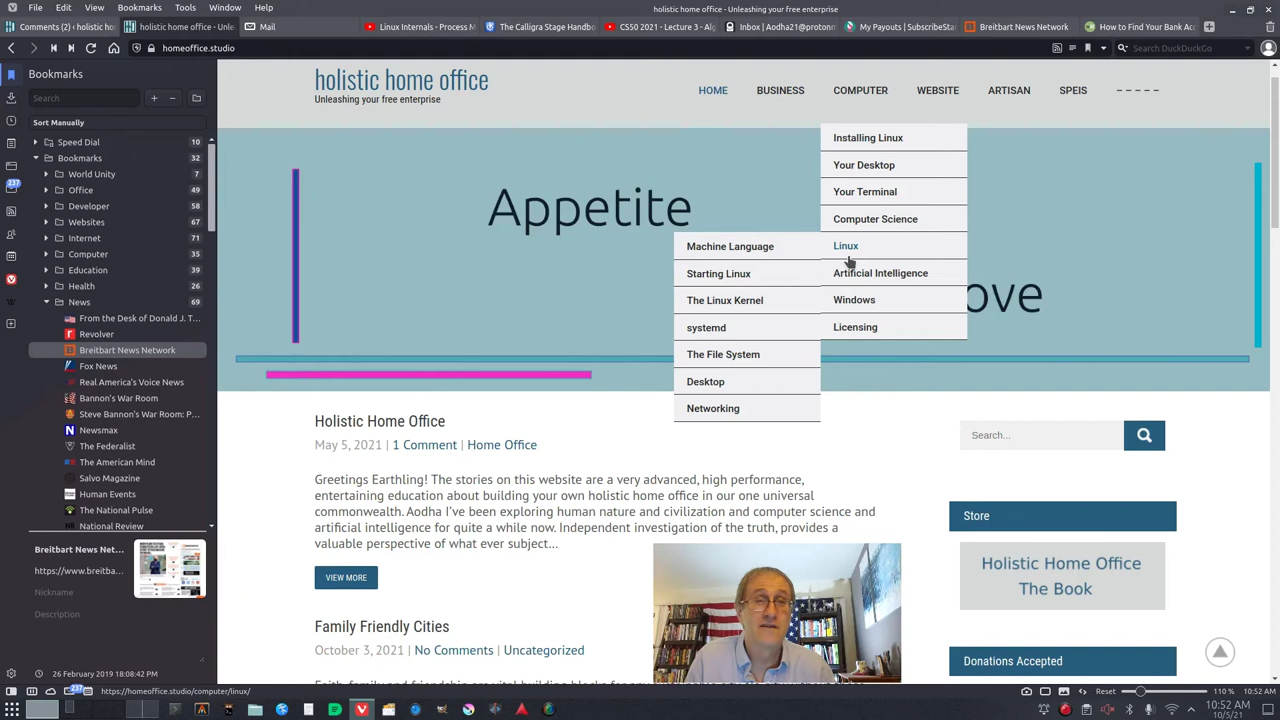 File Edit View Bookmarks Tools Window Help
holistic home office - Unleashing your free enterprise
Comments (2) ‹ holistic ho
holistic home office - Unle
Mail
Linux Internals - Process M
The Calligra Stage Handbo
CS50 2021 - Lecture 3 - Alg
Inbox | Aodha21@protonm
My Payouts | SubscribeStar
Breitbart News Network
How to Find Your Bank Acc
homeoffice.studio
Search DuckDuckGo
Bookmarks
Search
Sort Manually
Speed Dial 10
Bookmarks 32
World Unity 7
Office 49
Developer 58
Websites 67
Internet 44
Computer 35
Education 39
Health 26
News 69
From the Desk of Donald J. T...
Revolver
Breitbart News Network
Fox News
Real America's Voice News
Bannon's War Room
Steve Bannon's War Room: P...
Newsmax
The Federalist
The American Mind
Salvo Magazine
Human Events
The National Pulse
National Review
Breitbart News Net...
https://www.breitba...
Nickname
Description
26 February 2019 18:08:42 PM
237
holistic home office
Unleashing your free enterprise
HOME BUSINESS COMPUTER WEBSITE ARTISAN SPEIS – – – – –
Installing Linux
Your Desktop
Your Terminal
Computer Science
Linux
Artificial Intelligence
Windows
Licensing
Machine Language
Starting Linux
The Linux Kernel
systemd
The File System
Desktop
Networking
Appetite
ove
Holistic Home Office
May 5, 2021 | 1 Comment | Home Office
Greetings Earthling! The stories on this website are a very advanced, high performance,
entertaining education about building your own holistic home office in our one universal
commonwealth. Aodha I've been exploring human nature and civilization and computer science and
artificial intelligence for quite a while now. Independent investigation of the truth, provides a
valuable perspective of what ever subject...
VIEW MORE
Family Friendly Cities
October 3, 2021 | No Comments | Uncategorized
Search...
Store
Holistic Home Office
The Book
Donations Accepted
237
https://homeoffice.studio/computer/linux/
Reset
110 %
10:52 AM
10:52 AM
10/5/21